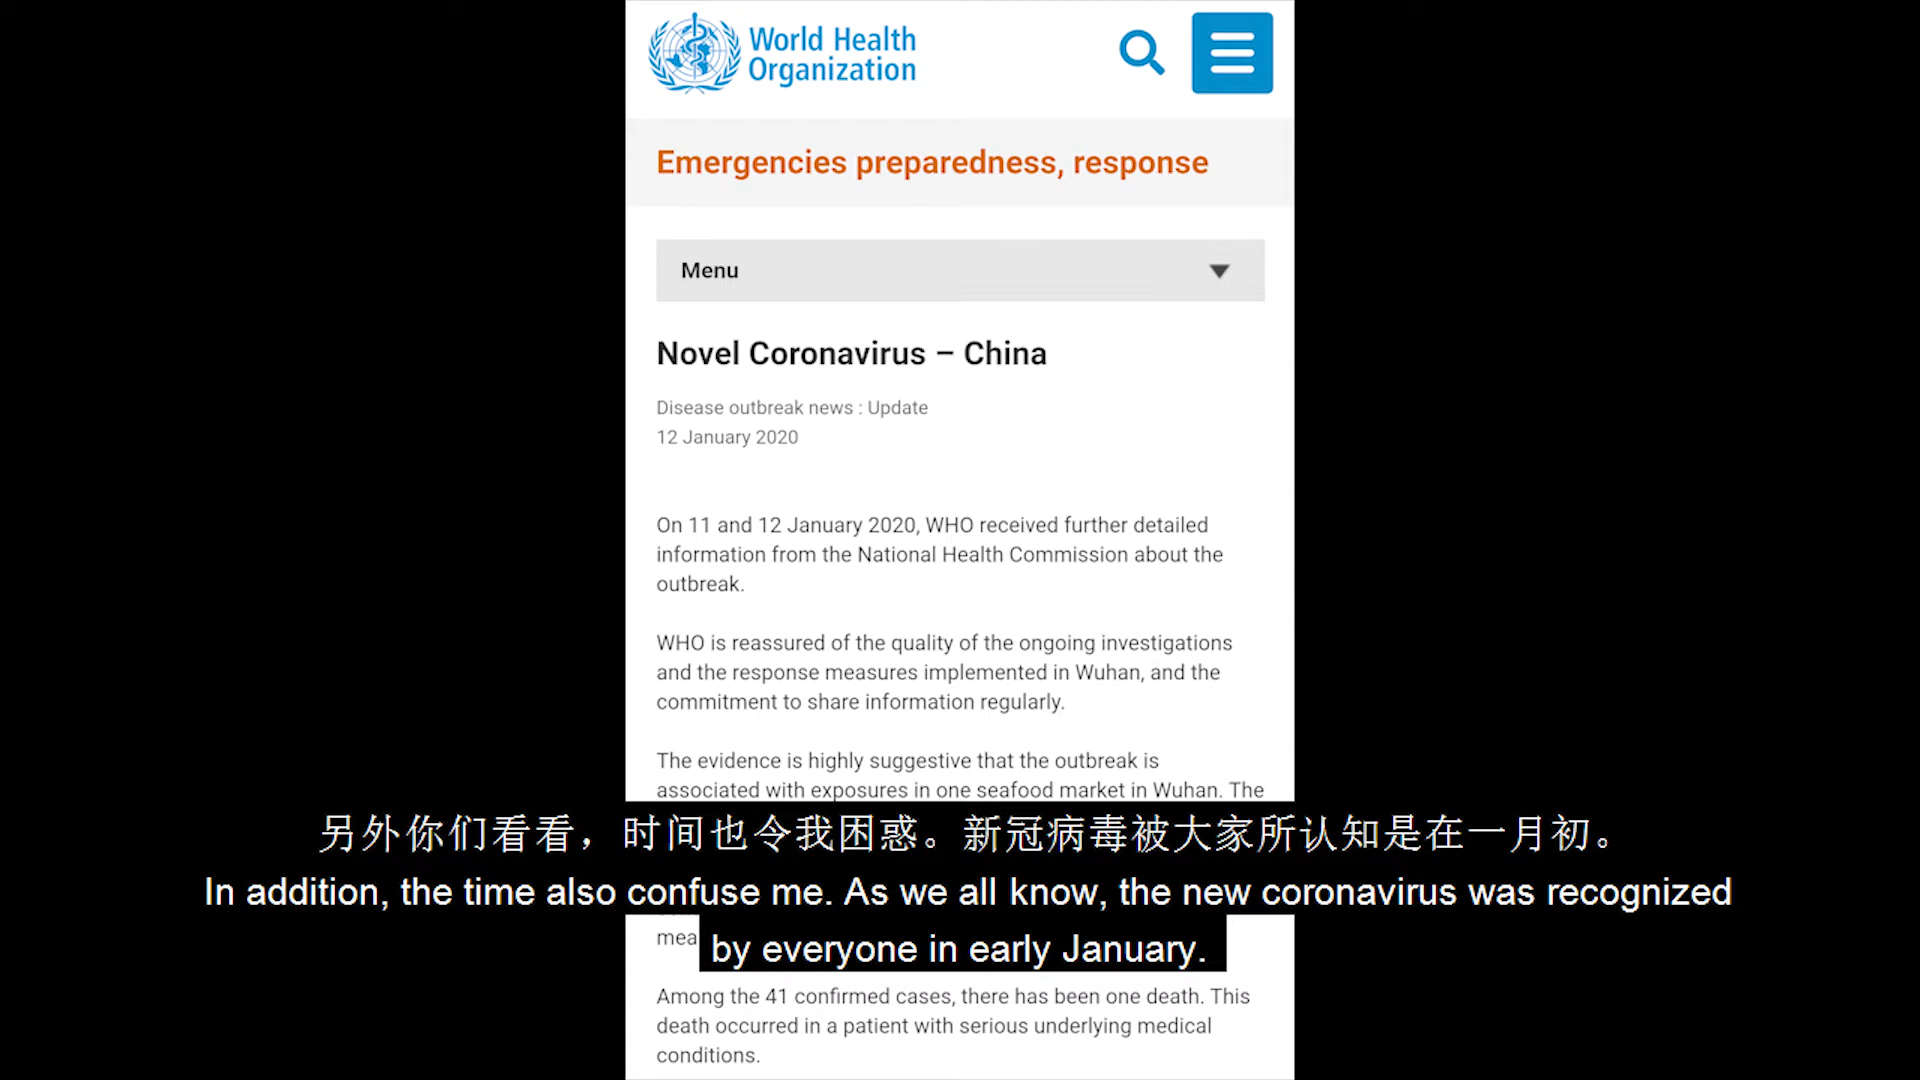 World Health
Organization
Emergencies preparedness, response
Menu
Novel Coronavirus – China
Disease outbreak news : Update
12 January 2020
On 11 and 12 January 2020, WHO received further detailed
information from the National Health Commission about the
outbreak.
WHO is reassured of the quality of the ongoing investigations
and the response measures implemented in Wuhan, and the
commitment to share information regularly.
The evidence is highly suggestive that the outbreak is
associated with exposures in one seafood market in Wuhan. The
另外你们看看，时间也令我困惑。新冠病毒被大家所认知是在一月初。
In addition, the time also confuse me. As we all know, the new coronavirus was recognized
by everyone in early January.
Among the 41 confirmed cases, there has been one death. This
death occurred in a patient with serious underlying medical
conditions.